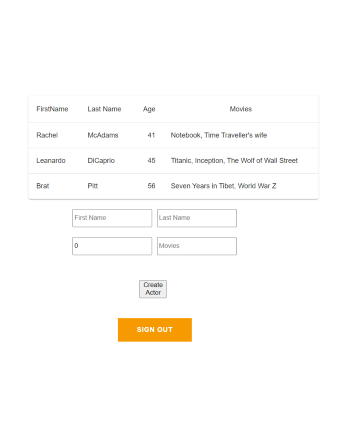 FirstName Last Name Age Movies
Rachel McAdams 41 Notebook, Time Traveller's wife
Leanardo DiCaprio 45 Titanic, Inception, The Wolf of Wall Street
Brat Pitt 56 Seven Years in Tibet, World War Z
First Name Last Name
0 Movies
Create
Actor
SIGN OUT